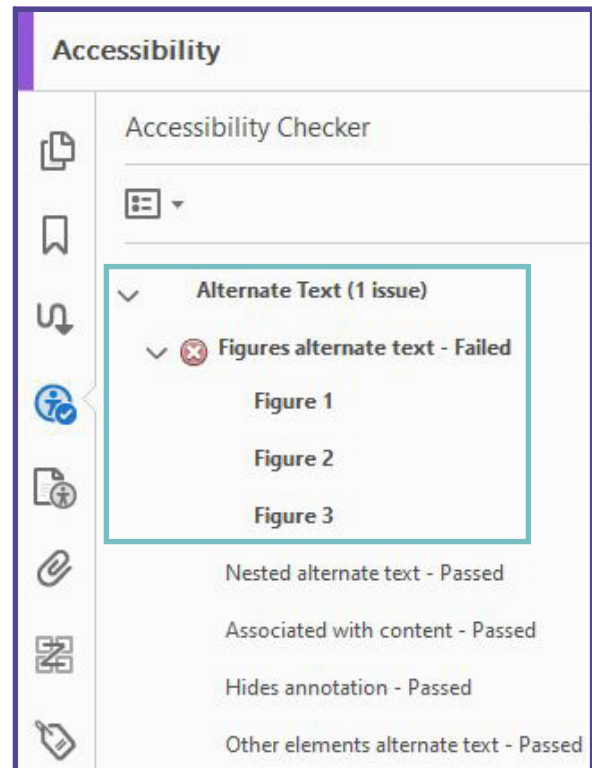 Accessibility
Accessibility Checker
Alternate Text (1 issue)
Figures alternate text - Failed
Figure 1
Figure 2
Figure 3
Nested alternate text - Passed
Associated with content - Passed
Hides annotation - Passed
Other elements alternate text - Passed